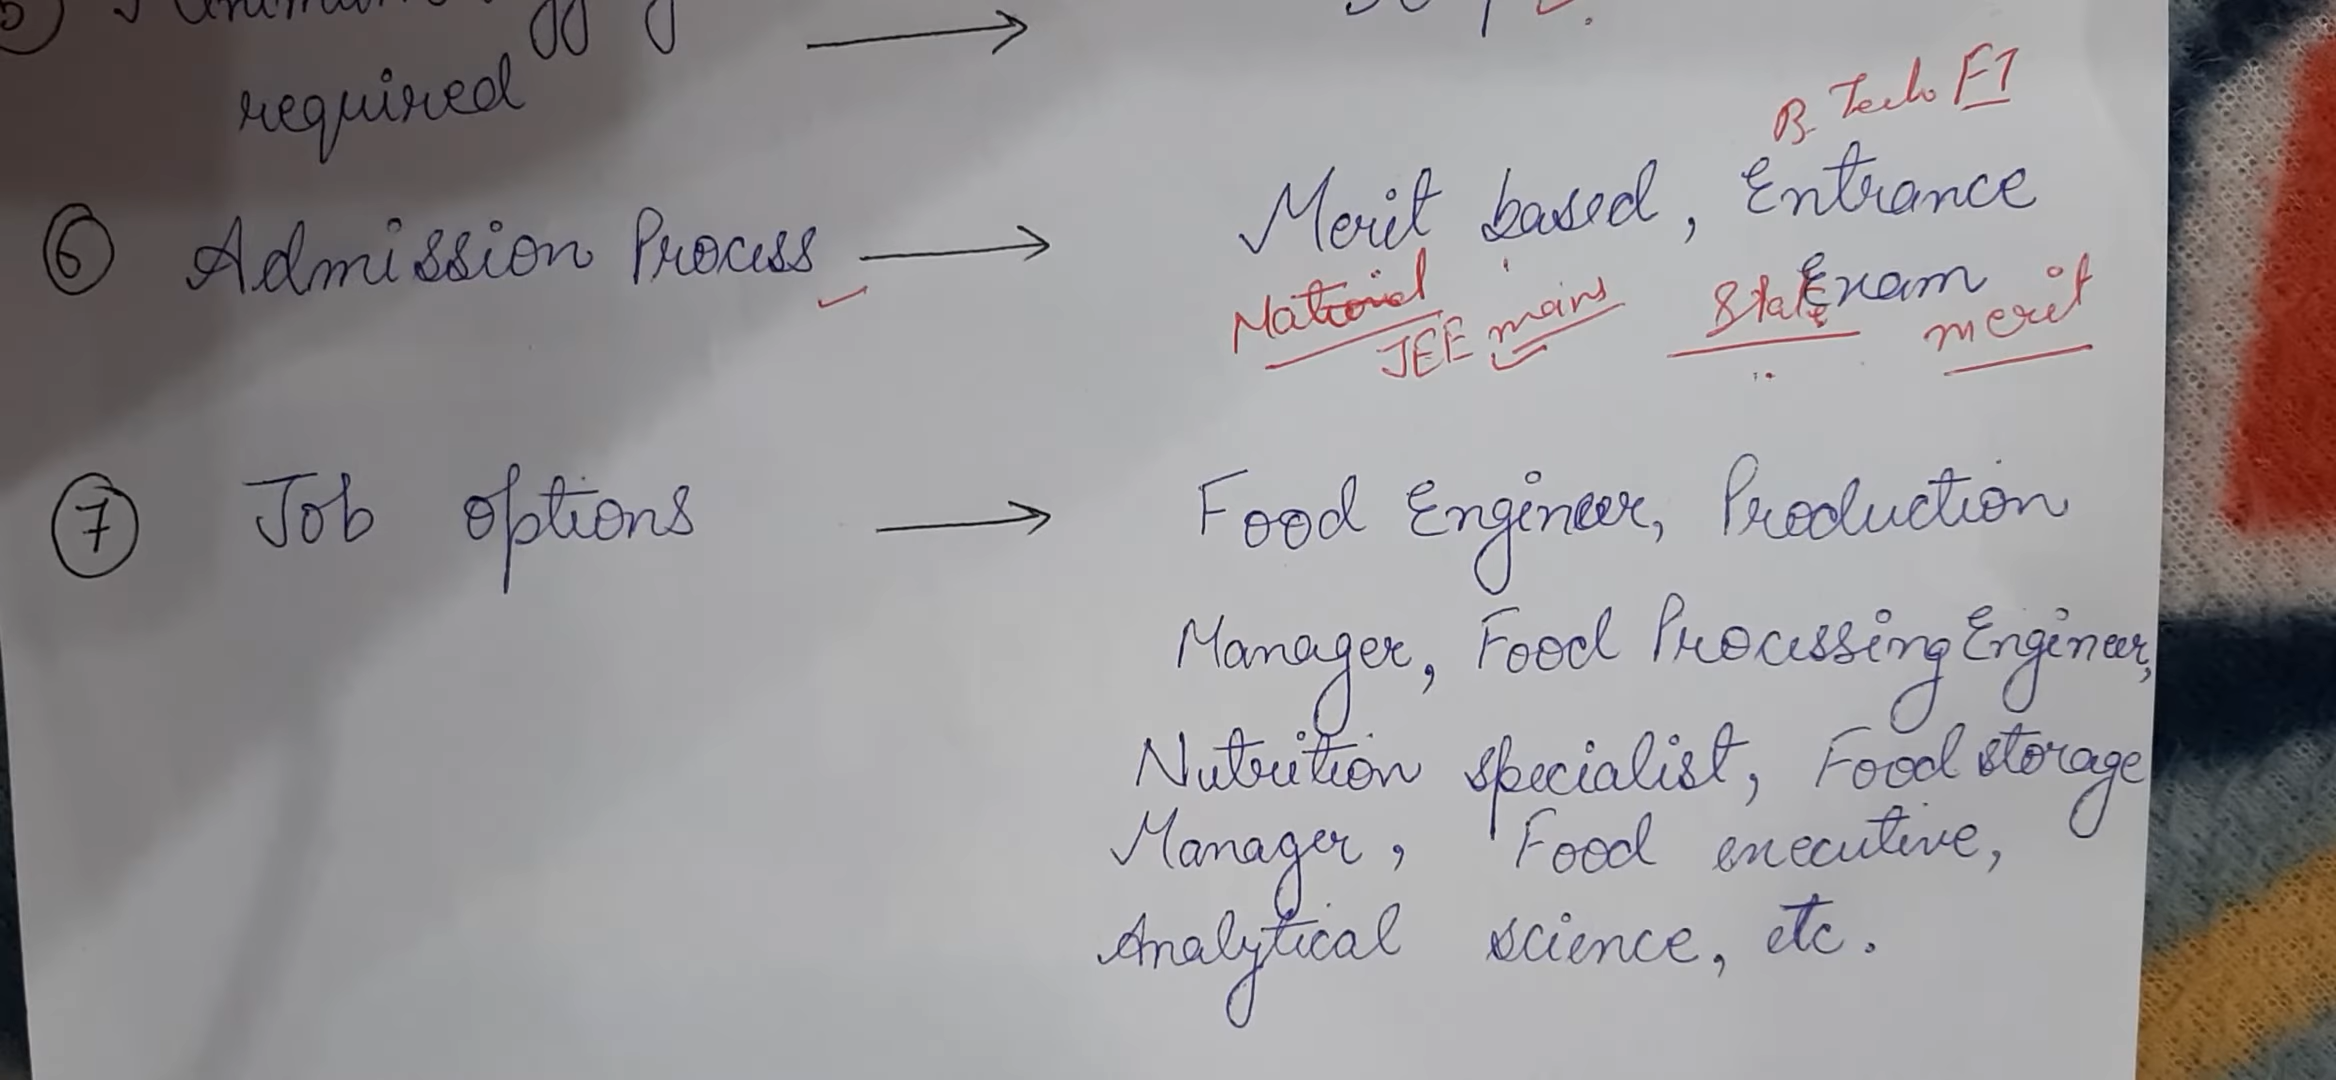 required →
B. Tech FT
⑥ Admission Process → Merit based, Entrance
Exam
National State merit
JEE mains
⑦ Job options → Food Engineer, Production
Manager, Food Processing Engineer,
Nutrition specialist, Food storage
Manager, Food executive,
Analytical science, etc.